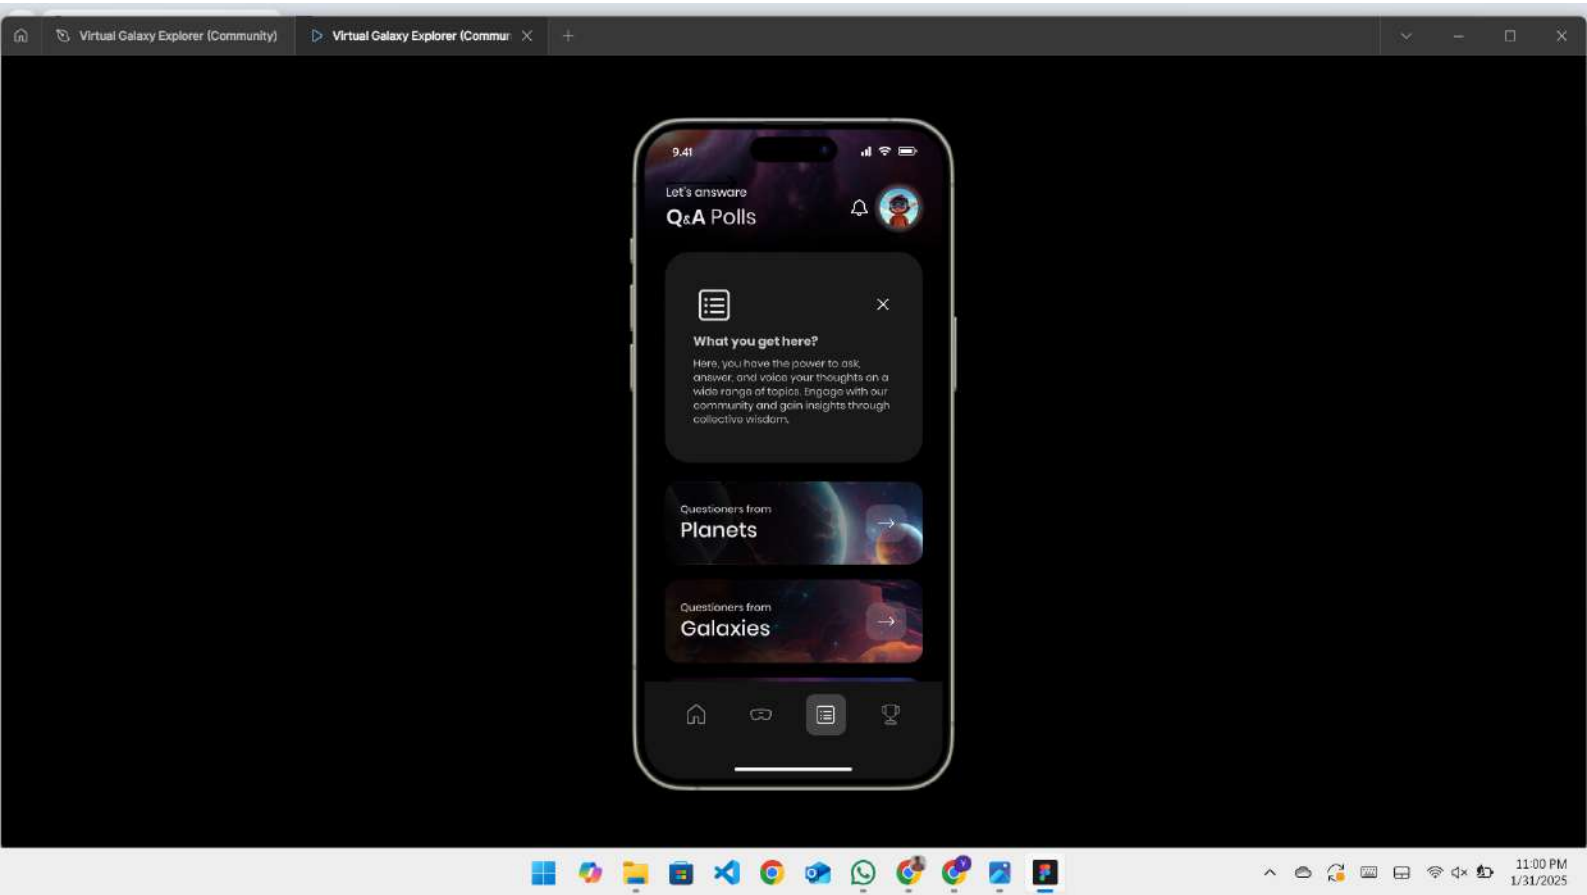 Virtual Galaxy Explorer (Community)
Virtual Galaxy Explorer (Commur
9.41
Let's answare
Q&A Polls
What you get here?
Here, you have the power to ask,
answer, and voice your thoughts on a
wide range of topics. Engage with our
community and gain insights through
collective wisdom.
Questioners from
Planets
Questioners from
Galaxies
11:00 PM
1/31/2025